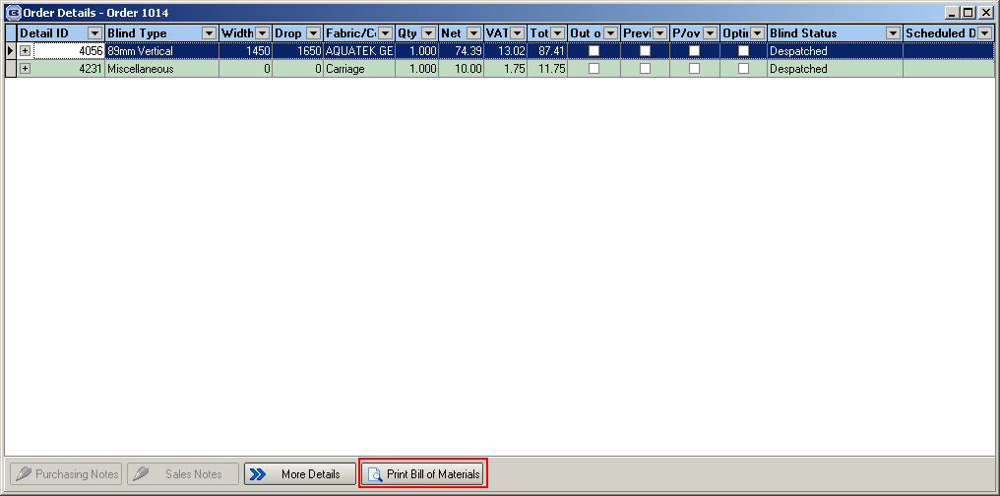 Order Details - Order 1014
Detail ID Blind Type Width Drop Fabric/Co Qty Net VAT Tot Out o Previ P/ov Opti Blind Status Scheduled D
4056 89mm Vertical 1450 1650 AQUATEK GE 1.000 74.39 13.02 87.41 Despatched
4231 Miscellaneous 0 0 Carriage 1.000 10.00 1.75 11.75 Despatched
Purchasing Notes Sales Notes More Details Print Bill of Materials